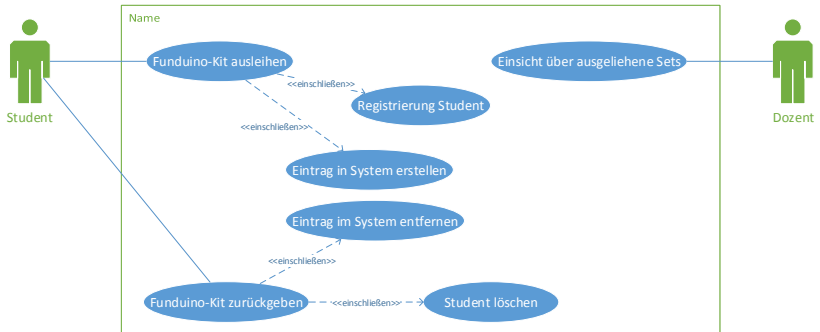 Name
Funduino-Kit ausleihen
Einsicht über ausgeliehene Sets
<<einschließen>>
Registrierung Student
Student
Dozent
<<einschließen>>
Eintrag in System erstellen
Eintrag im System entfernen
<<einschließen>>
Funduino-Kit zurückgeben
<<einschließen>>
Student löschen